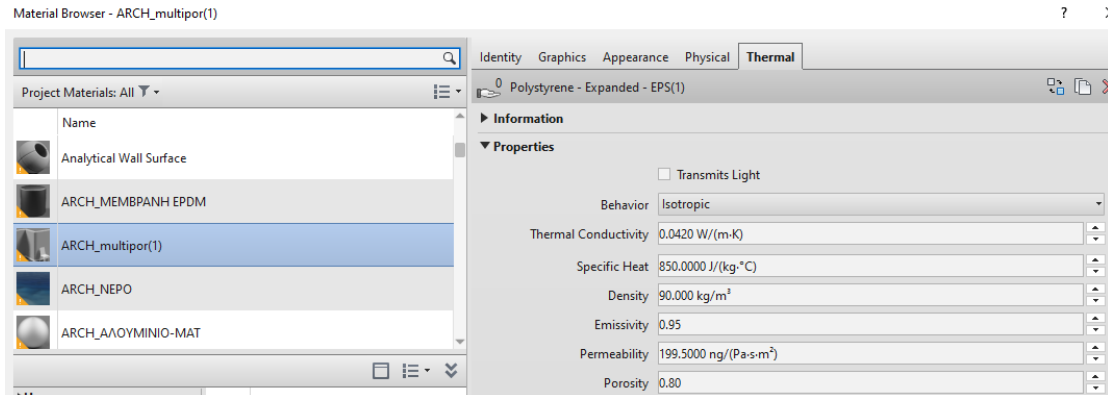 Material Browser - ARCH_multipor(1)
?
Project Materials: All
Name
Analytical Wall Surface
ARCH_ΜΕΜΒΡΑΝΗ EPDM
ARCH_multipor(1)
ARCH_ΝΕΡΟ
ARCH_ΑΛΟΥΜΙΝΙΟ-ΜΑΤ
Identity Graphics Appearance Physical Thermal
0 Polystyrene - Expanded - EPS(1)
Information
Properties
Transmits Light
Behavior Isotropic
Thermal Conductivity 0.0420 W/(m·K)
Specific Heat 850.0000 J/(kg·°C)
Density 90.000 kg/m³
Emissivity 0.95
Permeability 199.5000 ng/(Pa·s·m²)
Porosity 0.80